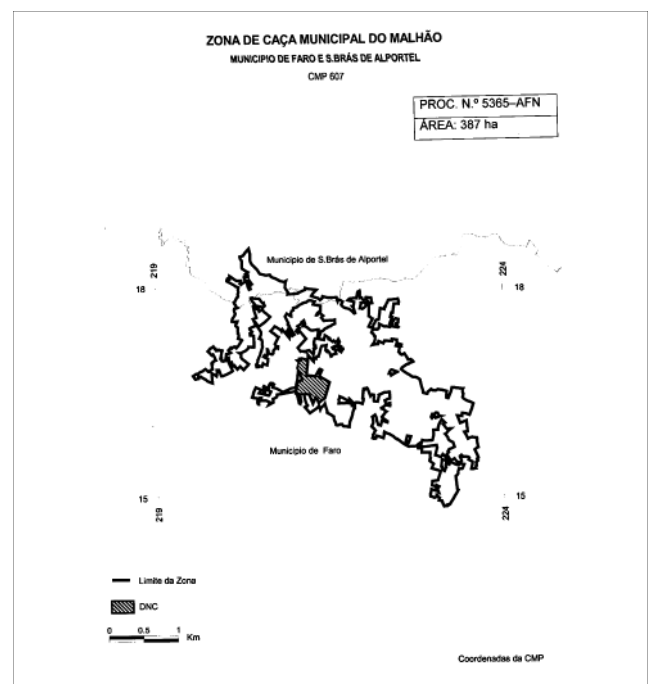 ZONA DE CAÇA MUNICIPAL DO MALHÃO
MUNICIPIO DE FARO E S.BRÁS DE ALPORTEL
CMP 607
PROC. N.º 5365–AFN
ÁREA: 387 ha
Municipio de S.Brás de Alportel
219
224
18
18
Municipio de Faro
15
15
219
224
Limite da Zona
DNC
0 0.5 1
Km
Coordenadas da CMP